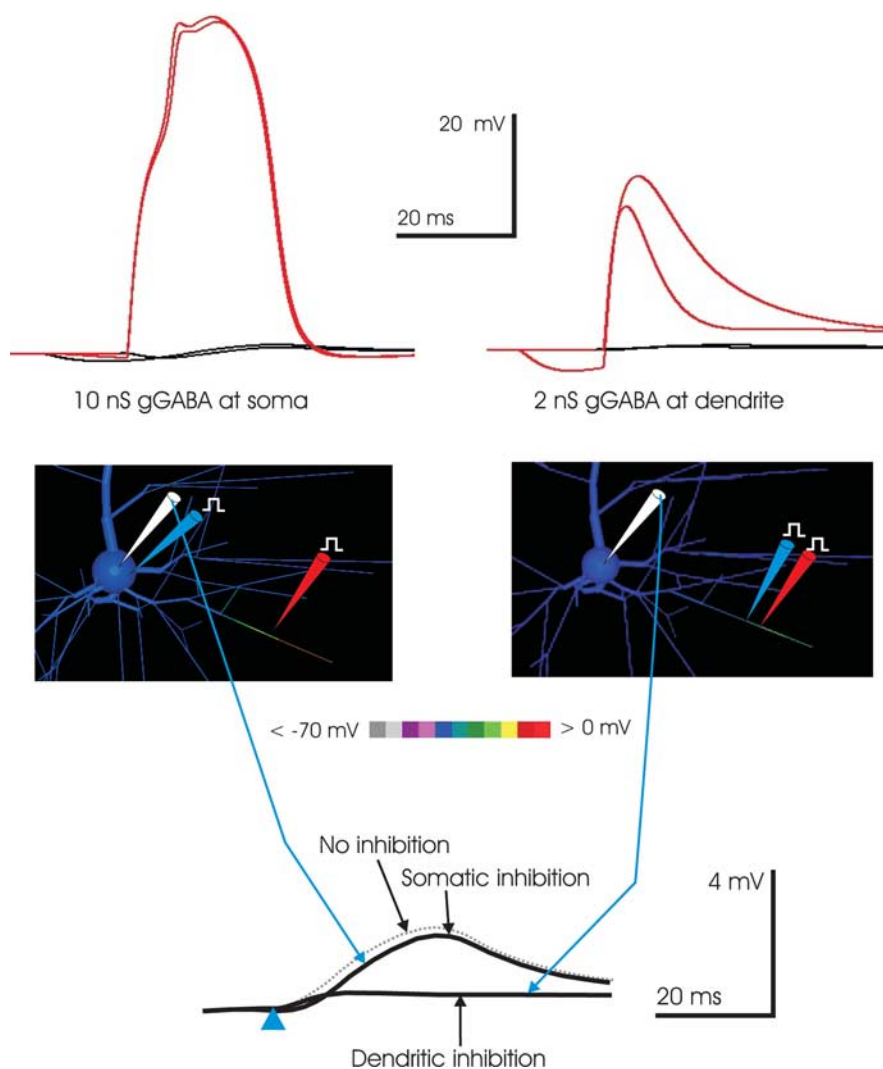 20 mV
20 ms
10 nS gGABA at soma
2 nS gGABA at dendrite
< -70 mV
> 0 mV
No inhibition
Somatic inhibition
4 mV
20 ms
Dendritic inhibition